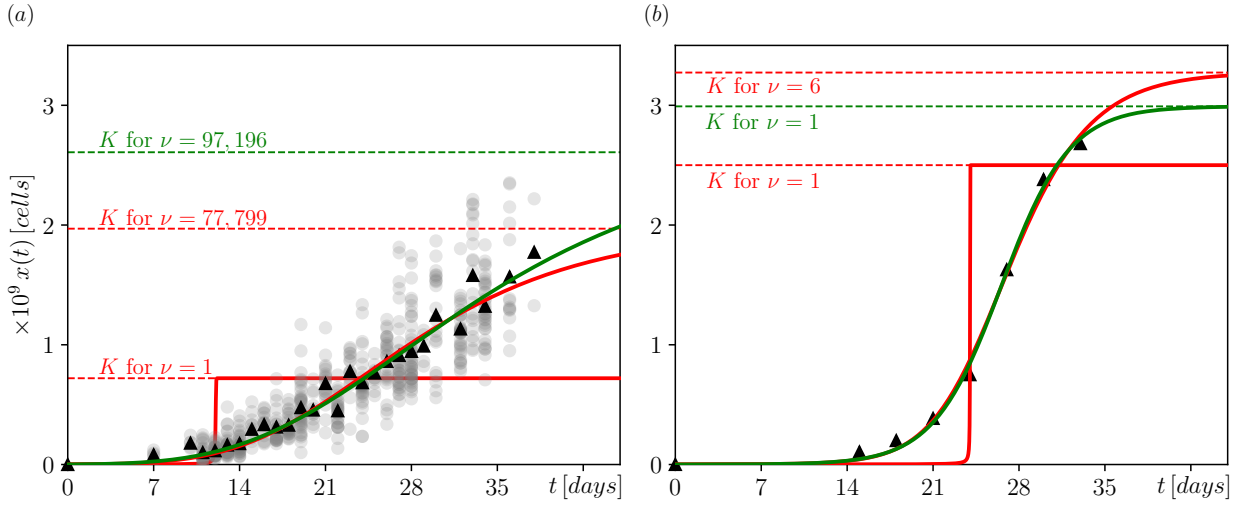 (a)
(b)
×10⁹ x(t) [cells]
3
2
1
0
K for ν = 97,196
K for ν = 77,799
K for ν = 1
0 7 14 21 28 35 t [days]
3
2
1
0
K for ν = 6
K for ν = 1
K for ν = 1
0 7 14 21 28 35 t [days]